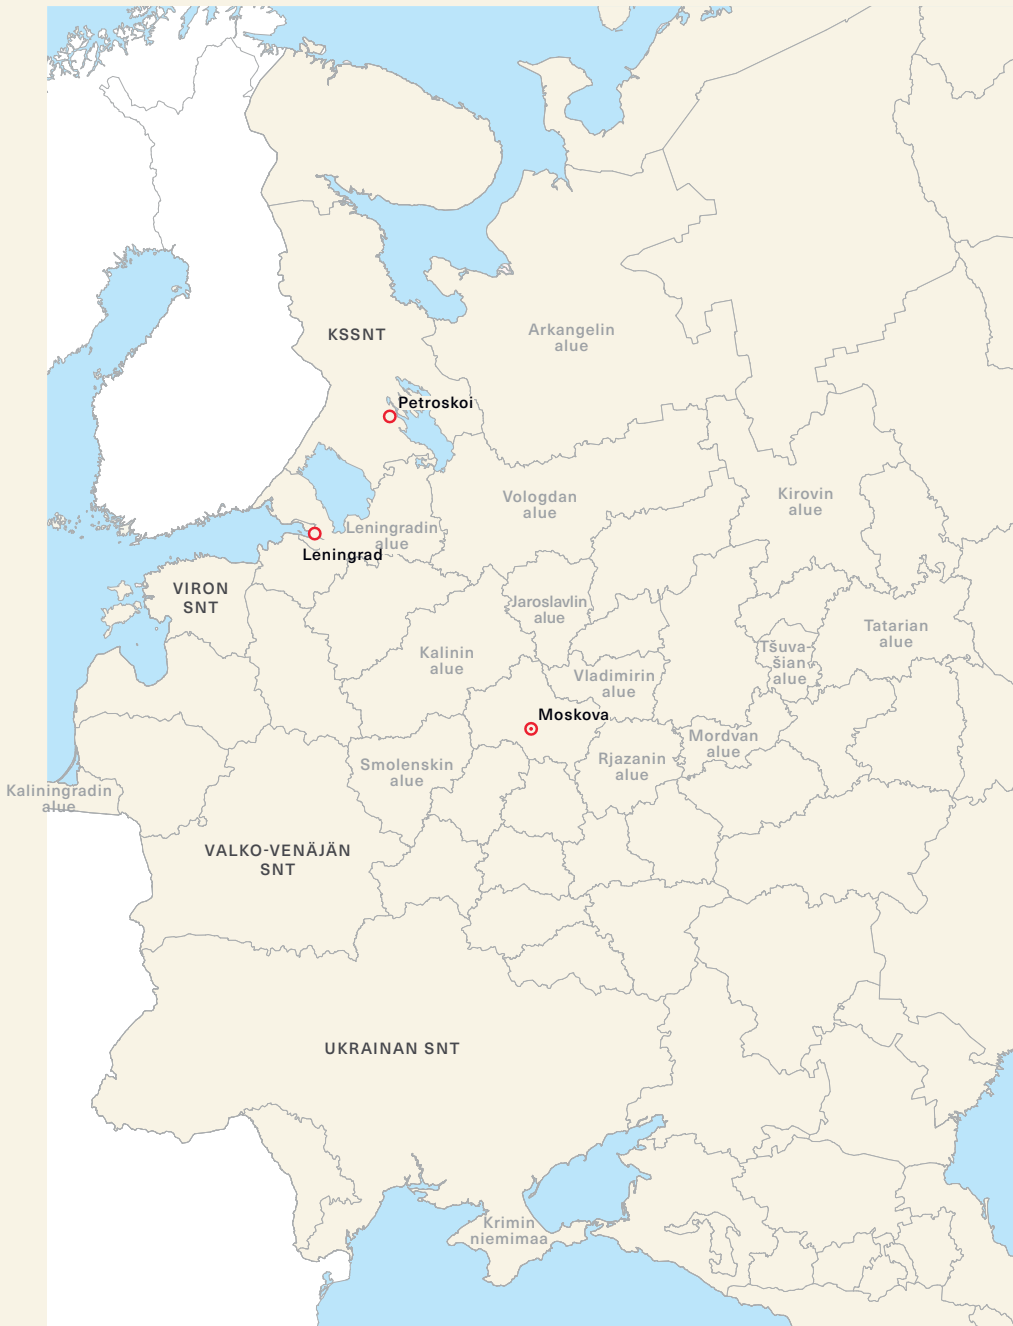 KSSNT
Arkangelin
alue
Petroskoi
Vologdan
alue
Kirovin
alue
Leningradin
alue
Leningrad
VIRON
SNT
Jaroslavlin
alue
Tatarian
alue
Kalinin
alue
Tšuva-
šian
alue
Vladimirin
alue
Moskova
Mordvan
alue
Smolenskin
alue
Rjazanin
alue
Kaliningradin
alue
VALKO-VENÄJÄN
SNT
UKRAINAN SNT
Krimin
niemimaa